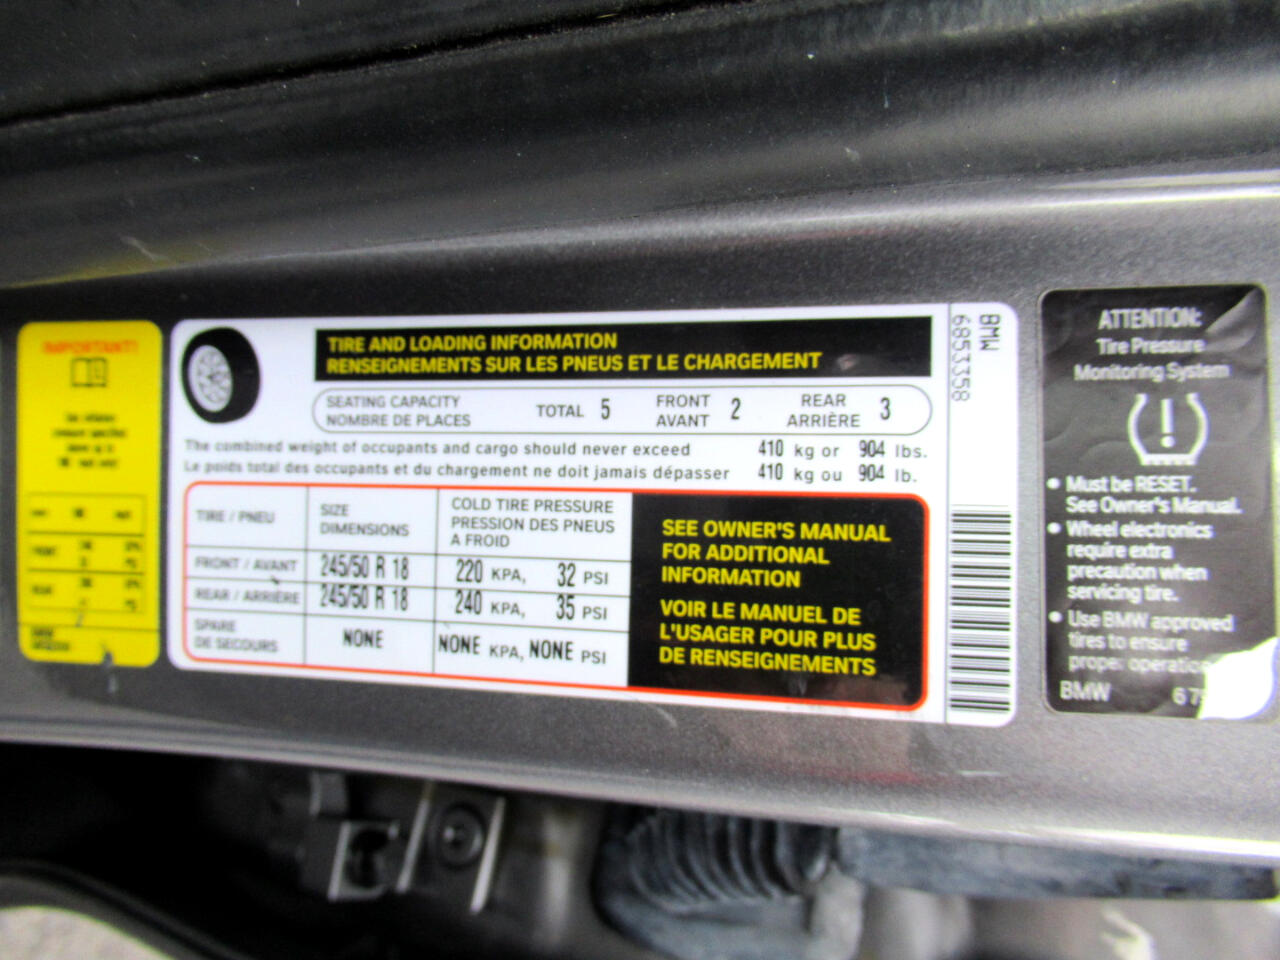 IMPORTANT!
TIRE AND LOADING INFORMATION
RENSEIGNEMENTS SUR LES PNEUS ET LE CHARGEMENT
SEATING CAPACITY
NOMBRE DE PLACES
TOTAL 5
FRONT
AVANT 2
REAR
ARRIÈRE 3
The combined weight of occupants and cargo should never exceed 410 kg or 904 lbs.
Le poids total des occupants et du chargement ne doit jamais dépasser 410 kg ou 904 lb.
TIRE / PNEU
SIZE
DIMENSIONS
COLD TIRE PRESSURE
PRESSION DES PNEUS
A FROID
FRONT / AVANT 245/50 R 18 220 KPA, 32 PSI
REAR / ARRIÈRE 245/50 R 18 240 KPA, 35 PSI
SPARE
DE SECOURS NONE NONE KPA, NONE PSI
SEE OWNER'S MANUAL
FOR ADDITIONAL
INFORMATION
VOIR LE MANUEL DE
L'USAGER POUR PLUS
DE RENSEIGNEMENTS
BMW
6853358
ATTENTION:
Tire Pressure
Monitoring System
• Must be RESET.
See Owner's Manual.
• Wheel electronics
require extra
precaution when
servicing tire.
• Use BMW approved
tires to ensure
proper operation
BMW 6 7